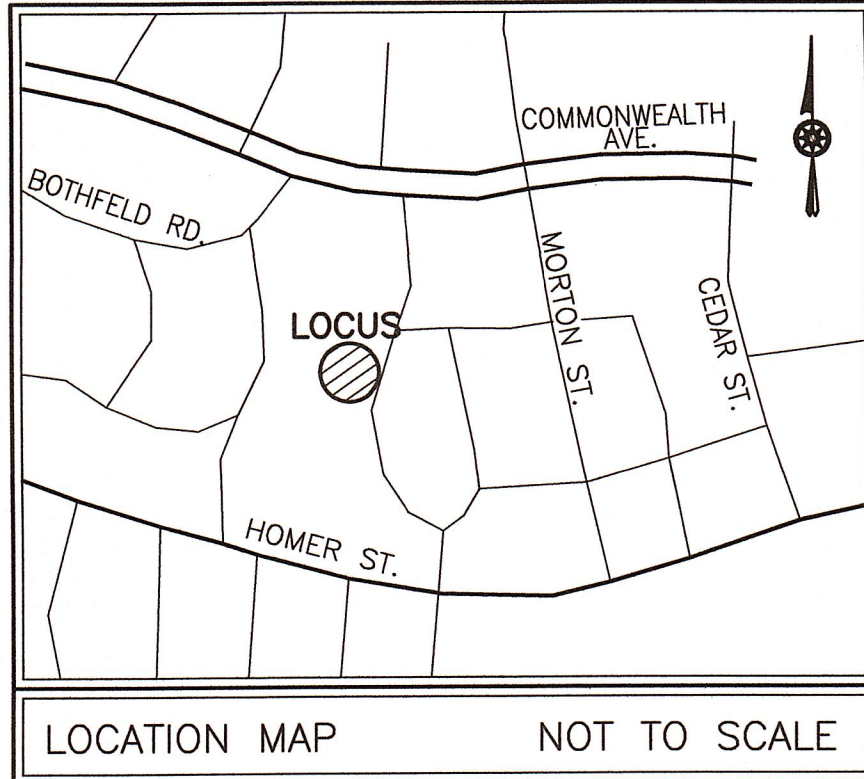 COMMONWEALTH
AVE.
BOTHFELD RD.
MORTON ST.
CEDAR ST.
LOCUS
HOMER ST.
LOCATION MAP NOT TO SCALE